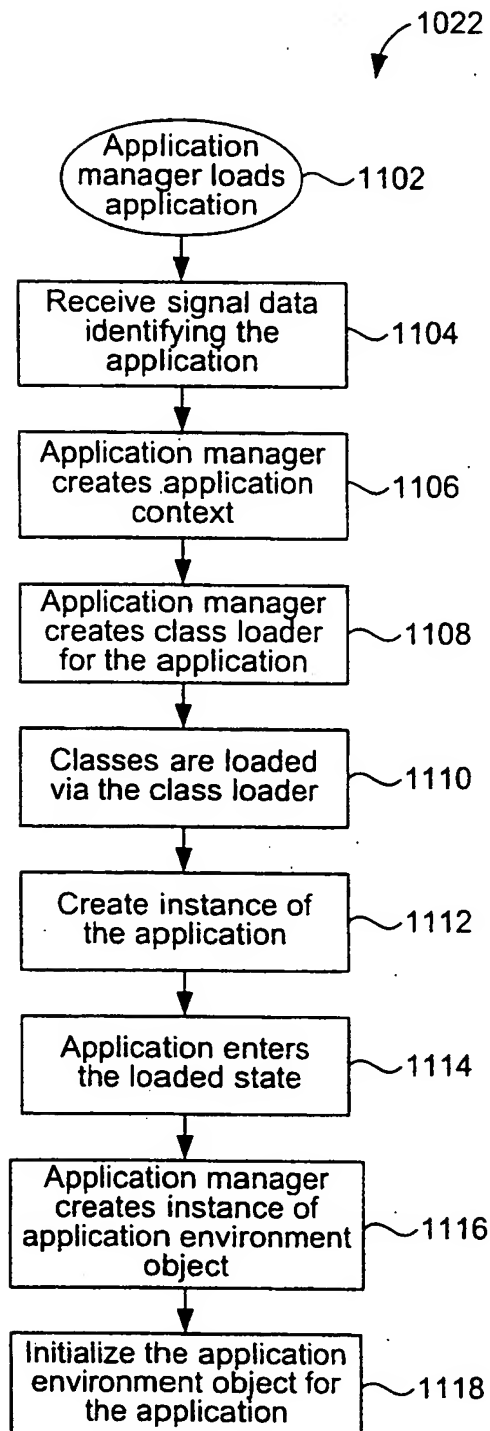 1022
Application
manager loads
application
1102
Receive signal data
identifying the
application
1104
Application manager
creates application
context
1106
Application manager
creates class loader
for the application
1108
Classes are loaded
via the class loader
1110
Create instance of
the application
1112
Application enters
the loaded state
1114
Application manager
creates instance of
application environment
object
1116
Initialize the application
environment object for
the application
1118